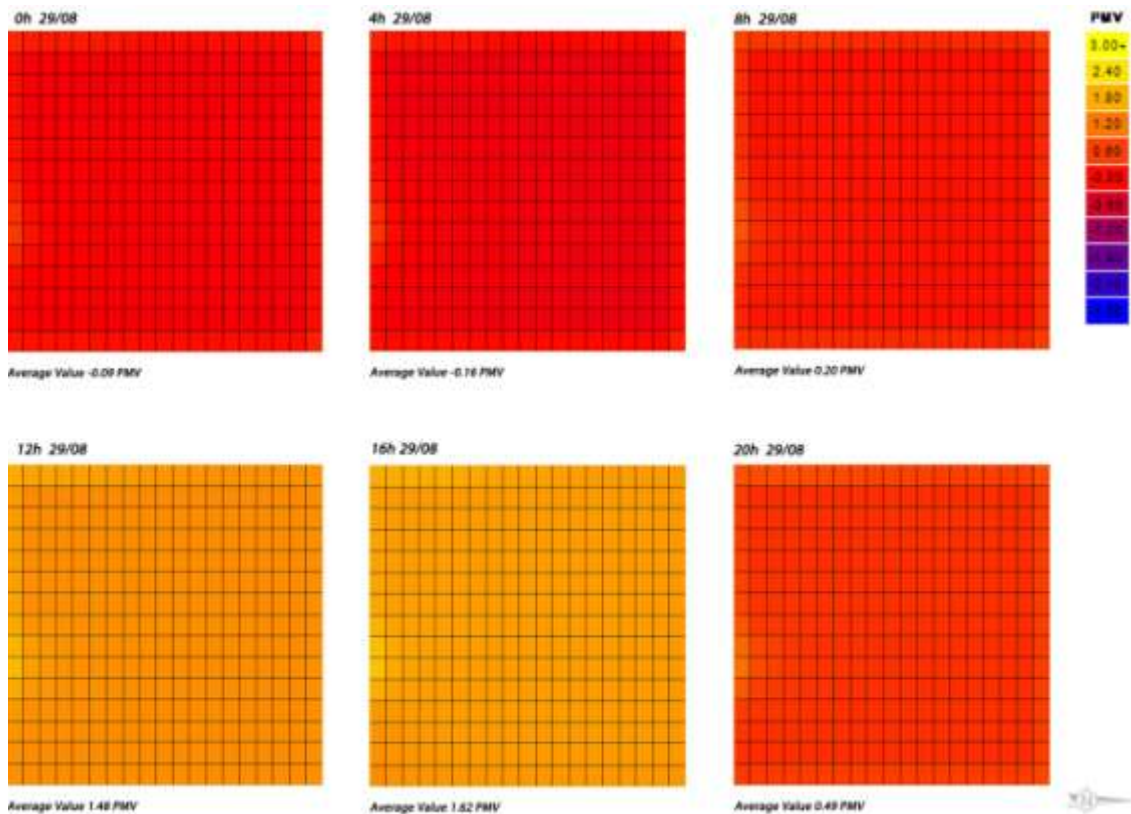 0h 29/08
4h 29/08
8h 29/08
PMV
3.00+
2.40
1.80
1.20
0.60
Average Value -0.09 PMV
Average Value -0.16 PMV
Average Value 0.20 PMV
12h 29/08
16h 29/08
20h 29/08
Average Value 1.48 PMV
Average Value 1.62 PMV
Average Value 0.49 PMV